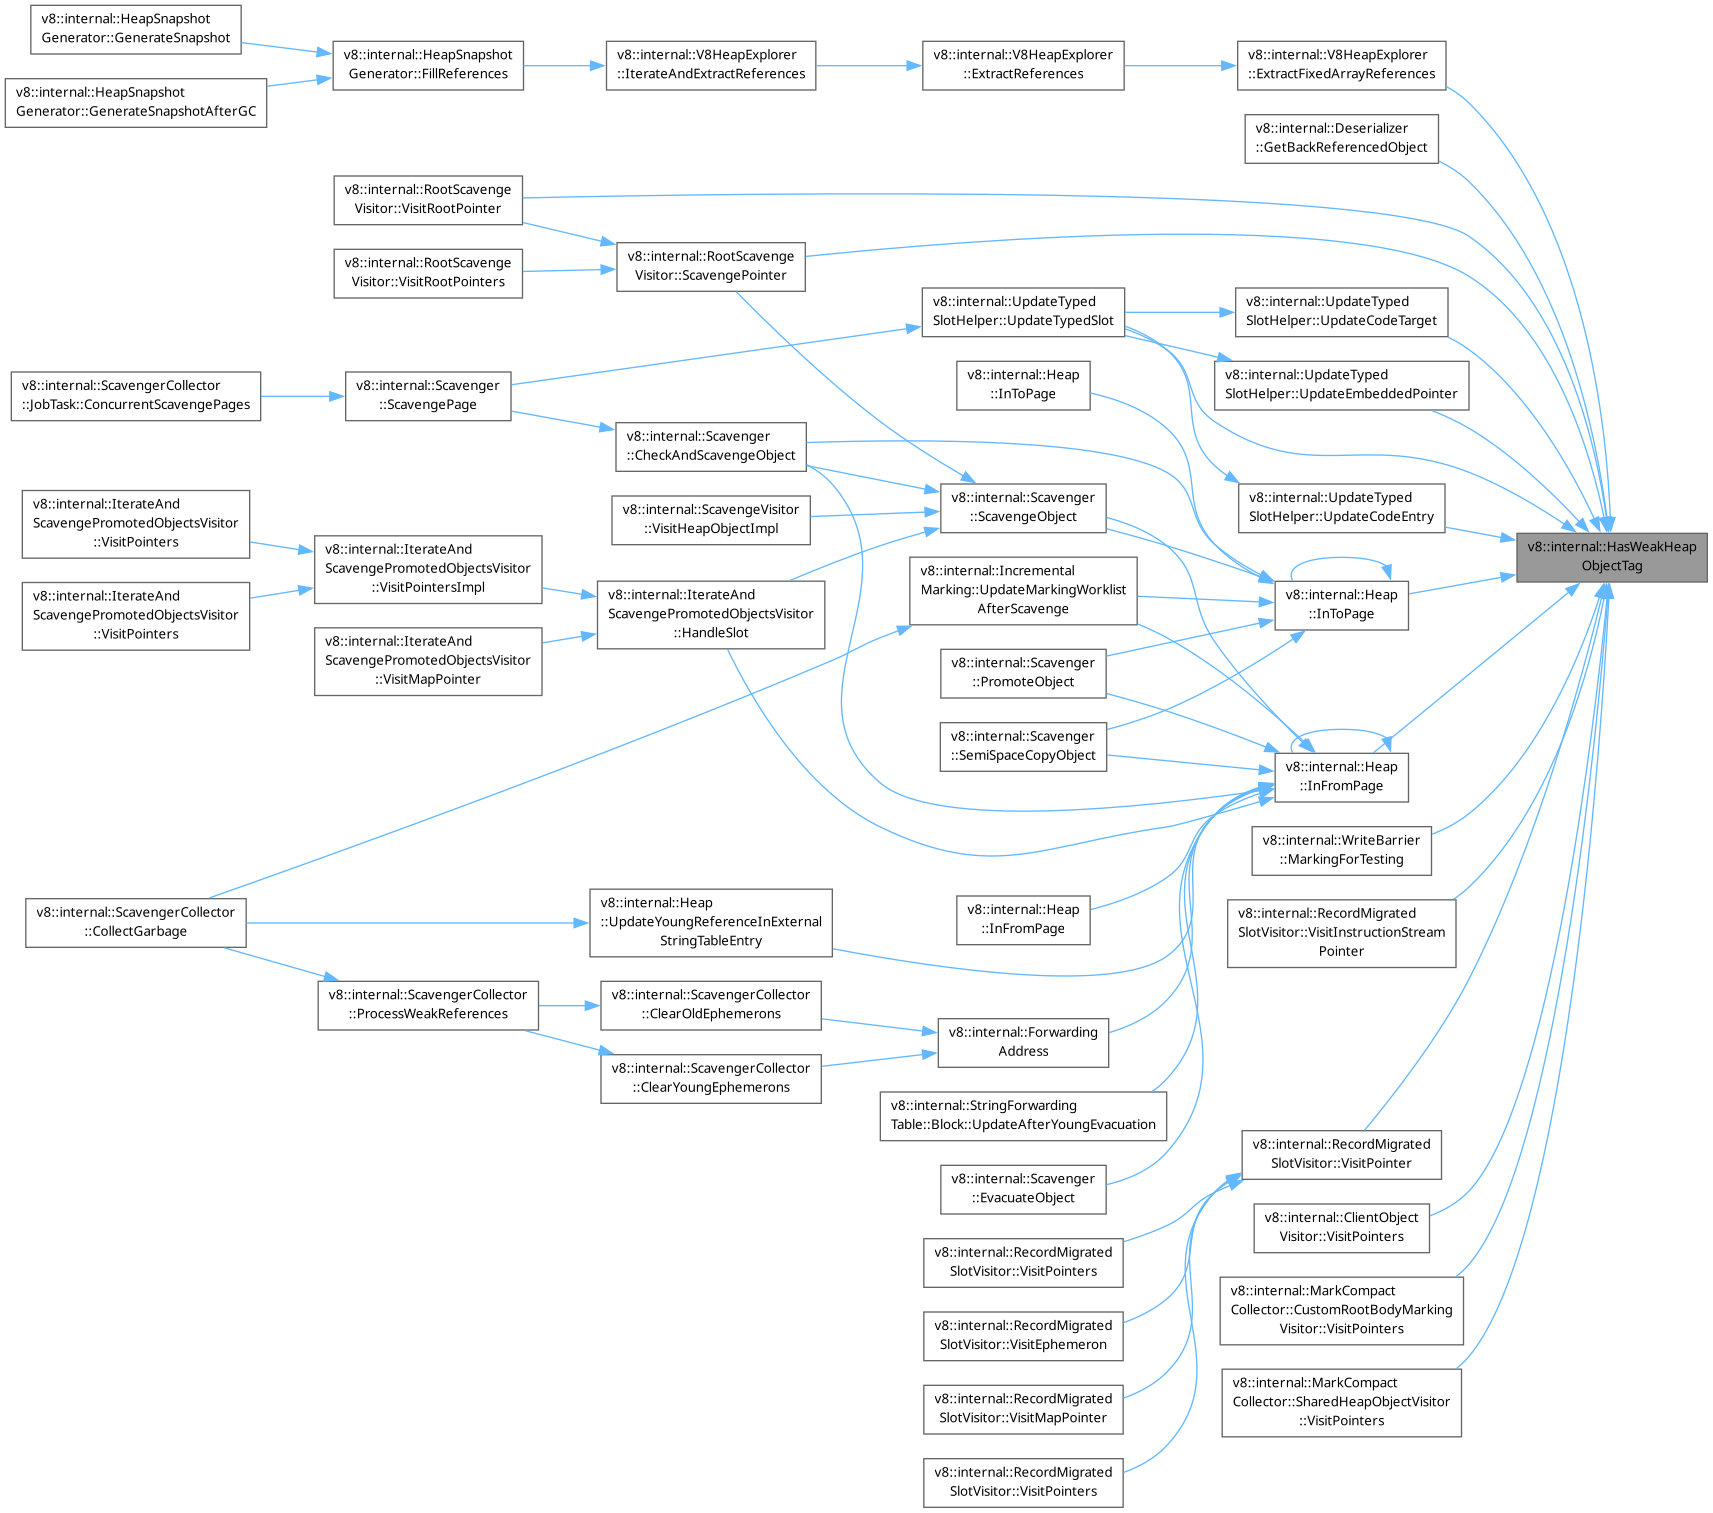 v8::internal::HeapSnapshot
Generator::GenerateSnapshot
v8::internal::HeapSnapshot
Generator::GenerateSnapshotAfterGC
v8::internal::HeapSnapshot
Generator::FillReferences
v8::internal::V8HeapExplorer
::IterateAndExtractReferences
v8::internal::V8HeapExplorer
::ExtractReferences
v8::internal::V8HeapExplorer
::ExtractFixedArrayReferences
v8::internal::Deserializer
::GetBackReferencedObject
v8::internal::RootScavenge
Visitor::VisitRootPointer
v8::internal::RootScavenge
Visitor::VisitRootPointers
v8::internal::RootScavenge
Visitor::ScavengePointer
v8::internal::UpdateTyped
SlotHelper::UpdateTypedSlot
v8::internal::UpdateTyped
SlotHelper::UpdateCodeTarget
v8::internal::Heap
::InToPage
v8::internal::UpdateTyped
SlotHelper::UpdateEmbeddedPointer
v8::internal::ScavengerCollector
::JobTask::ConcurrentScavengePages
v8::internal::Scavenger
::ScavengePage
v8::internal::Scavenger
::CheckAndScavengeObject
v8::internal::Scavenger
::ScavengeObject
v8::internal::UpdateTyped
SlotHelper::UpdateCodeEntry
v8::internal::ScavengeVisitor
::VisitHeapObjectImpl
v8::internal::IterateAnd
ScavengePromotedObjectsVisitor
::VisitPointers
v8::internal::IterateAnd
ScavengePromotedObjectsVisitor
::VisitPointersImpl
v8::internal::HasWeakHeap
ObjectTag
v8::internal::IterateAnd
ScavengePromotedObjectsVisitor
::VisitPointers
v8::internal::IterateAnd
ScavengePromotedObjectsVisitor
::HandleSlot
v8::internal::Incremental
Marking::UpdateMarkingWorklist
AfterScavenge
v8::internal::Heap
::InToPage
v8::internal::IterateAnd
ScavengePromotedObjectsVisitor
::VisitMapPointer
v8::internal::Scavenger
::PromoteObject
v8::internal::Scavenger
::SemiSpaceCopyObject
v8::internal::Heap
::InFromPage
v8::internal::WriteBarrier
::MarkingForTesting
v8::internal::ScavengerCollector
::CollectGarbage
v8::internal::Heap
::UpdateYoungReferenceInExternal
StringTableEntry
v8::internal::Heap
::InFromPage
v8::internal::RecordMigrated
SlotVisitor::VisitInstructionStream
Pointer
v8::internal::ScavengerCollector
::ProcessWeakReferences
v8::internal::ScavengerCollector
::ClearOldEphemerons
v8::internal::ScavengerCollector
::ClearYoungEphemerons
v8::internal::Forwarding
Address
v8::internal::StringForwarding
Table::Block::UpdateAfterYoungEvacuation
v8::internal::RecordMigrated
SlotVisitor::VisitPointer
v8::internal::Scavenger
::EvacuateObject
v8::internal::ClientObject
Visitor::VisitPointers
v8::internal::RecordMigrated
SlotVisitor::VisitPointers
v8::internal::MarkCompact
Collector::CustomRootBodyMarking
Visitor::VisitPointers
v8::internal::RecordMigrated
SlotVisitor::VisitEphemeron
v8::internal::MarkCompact
Collector::SharedHeapObjectVisitor
::VisitPointers
v8::internal::RecordMigrated
SlotVisitor::VisitMapPointer
v8::internal::RecordMigrated
SlotVisitor::VisitPointers